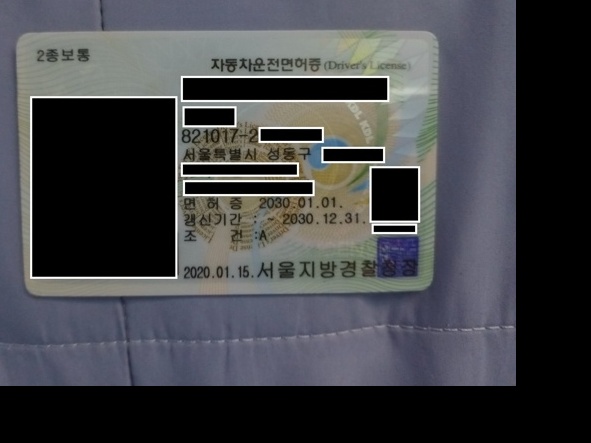 2종보통
자동차운전면허증 (Driver's License)
821017-2
서울특별시 성동구
면 허 증 2030.01.01.
갱신기간 : ~ 2030.12.31.
조 건 :A
2020.01.15. 서울지방경찰청장